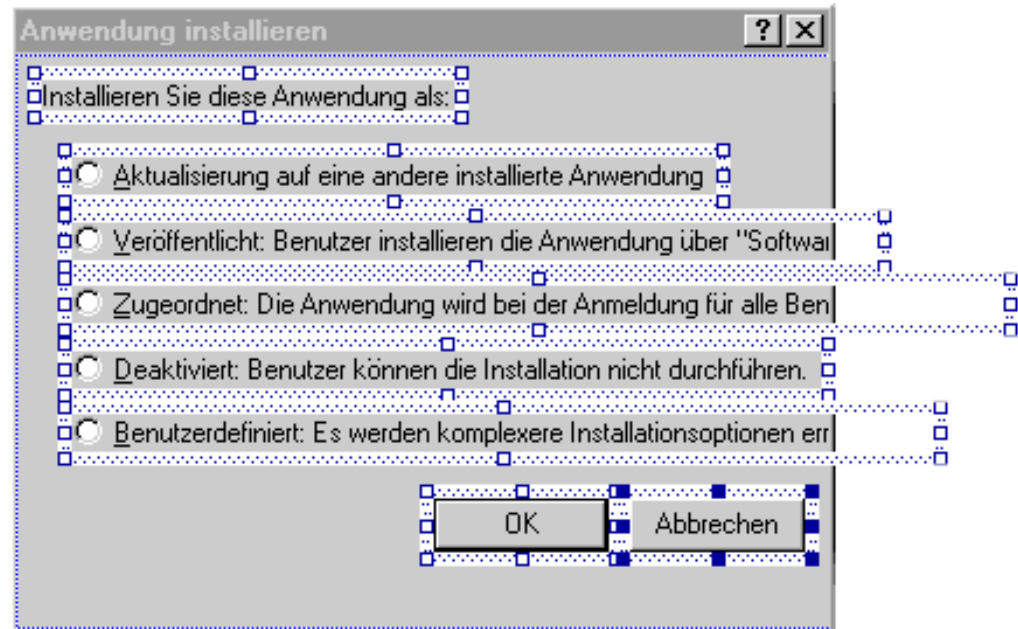 Anwendung installieren
Installieren Sie diese Anwendung als:
Aktualisierung auf eine andere installierte Anwendung
Veröffentlicht: Benutzer installieren die Anwendung über "Softwar
Zugeordnet: Die Anwendung wird bei der Anmeldung für alle Ben
Deaktiviert: Benutzer können die Installation nicht durchführen.
Benutzerdefiniert: Es werden komplexere Installationsoptionen err
OK Abbrechen